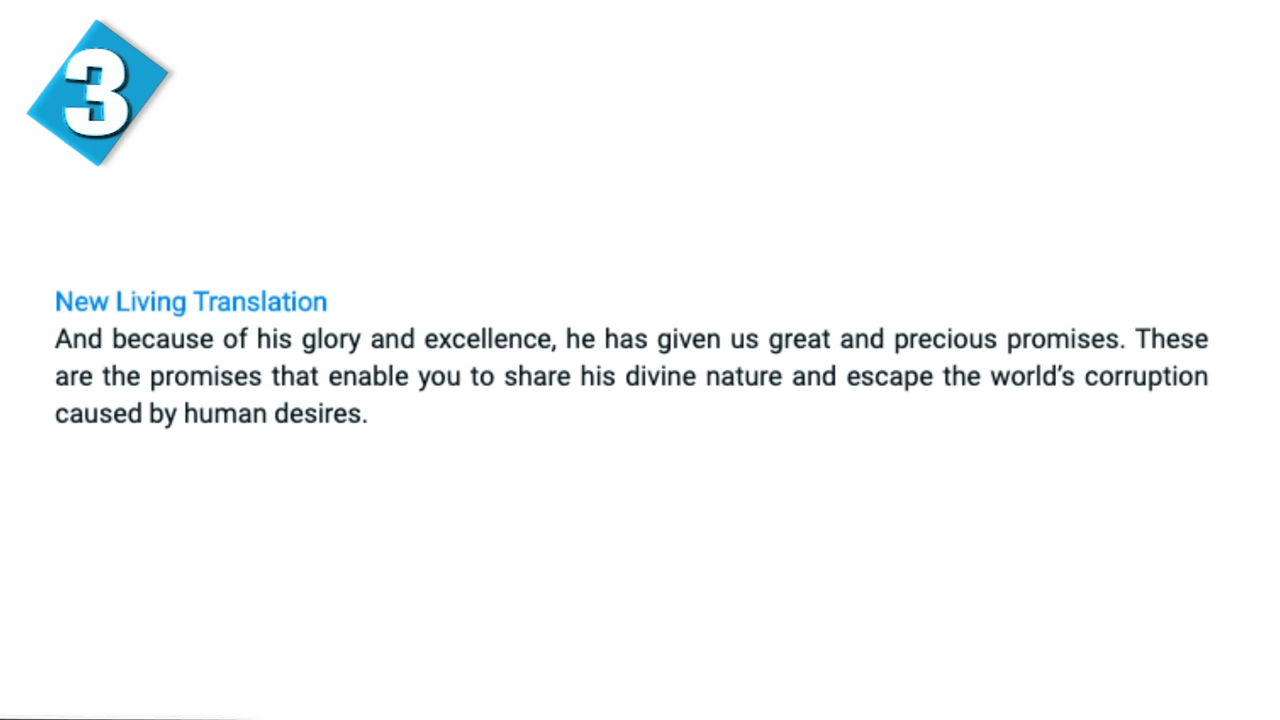 3
New Living Translation
And because of his glory and excellence, he has given us great and precious promises. These
are the promises that enable you to share his divine nature and escape the world’s corruption
caused by human desires.